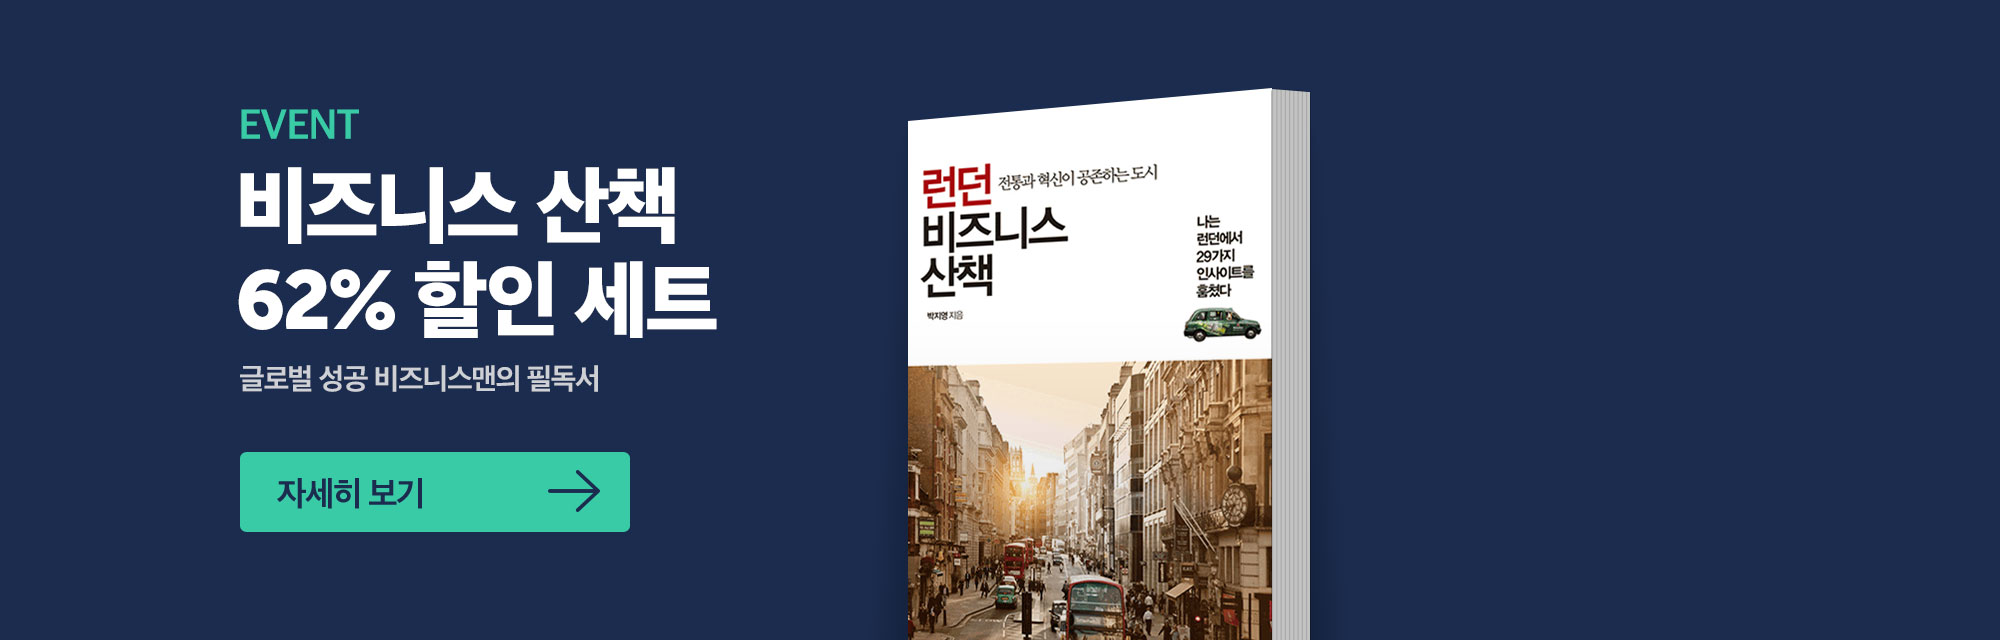 EVENT
비즈니스 산책
62% 할인 세트
글로벌 성공 비즈니스맨의 필독서
자세히 보기
런던 전통과 혁신이 공존하는 도시
비즈니스
산책
박지영 지음
나는
런던에서
29가지
인사이트를
훔쳤다